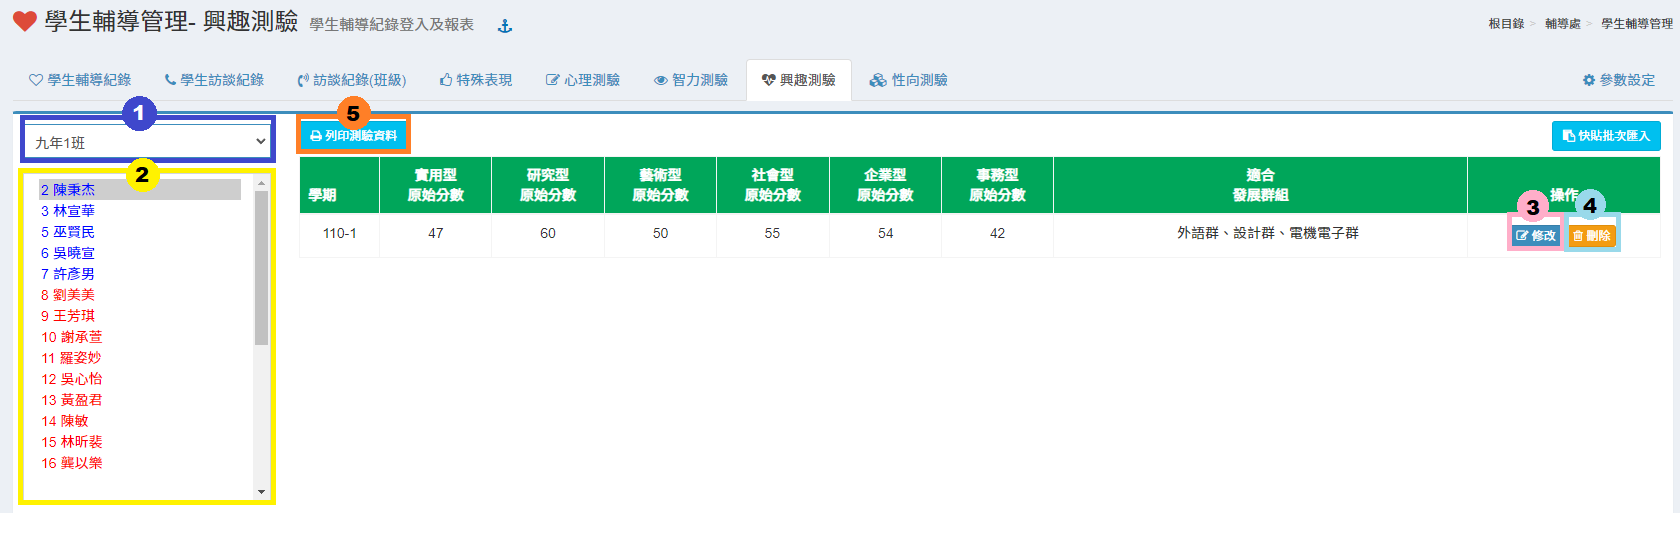 學生輔導管理- 興趣測驗 學生輔導紀錄登入及報表
根目錄 > 輔導處 > 學生輔導管理
學生輔導紀錄 學生訪談紀錄 訪談紀錄(班級) 特殊表現 心理測驗 智力測驗 興趣測驗 性向測驗 參數設定
1
5
九年1班
列印測驗資料
快貼批次匯入
2
2 陳秉杰
3 林宣華
5 巫賢民
6 吳曉宣
7 許彥男
8 劉美美
9 王芳琪
10 謝承萱
11 羅姿妙
12 吳心怡
13 黃盈君
14 陳敏
15 林昕裴
16 龔以樂
學期
實用型
原始分數
研究型
原始分數
藝術型
原始分數
社會型
原始分數
企業型
原始分數
事務型
原始分數
適合
發展群組
操作
3
4
110-1 47 60 50 55 54 42 外語群、設計群、電機電子群 修改 刪除